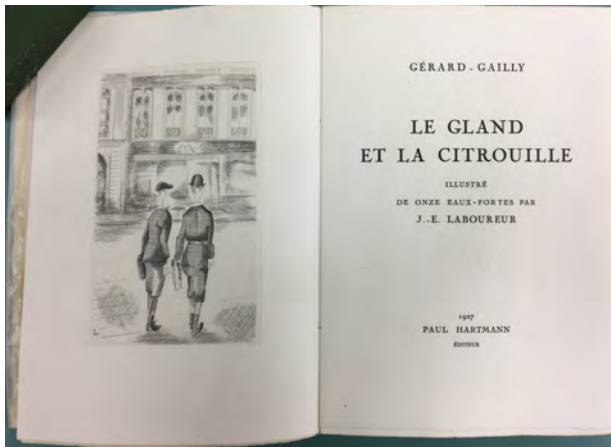 GÉRARD - GAILLY
LE GLAND
ET LA CITROUILLE
ILLUSTRÉ
DE ONZE EAUX-FORTES PAR
J.-E. LABOUREUR
1927
PAUL HARTMANN
ÉDITEUR